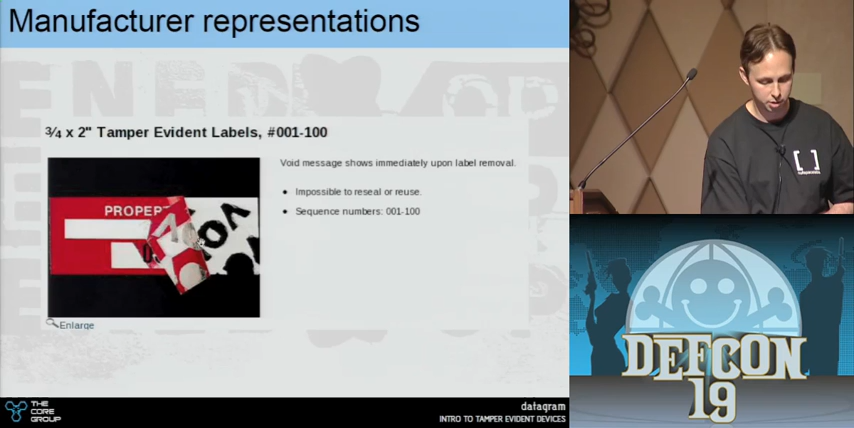 Manufacturer representations
¾ x 2" Tamper Evident Labels, #001-100
Void message shows immediately upon label removal.
• Impossible to reseal or reuse.
• Sequence numbers: 001-100
PROPERT
VO
Enlarge
THE
CORE
GROUP
datagram
INTRO TO TAMPER EVIDENT DEVICES
DEFCON
19